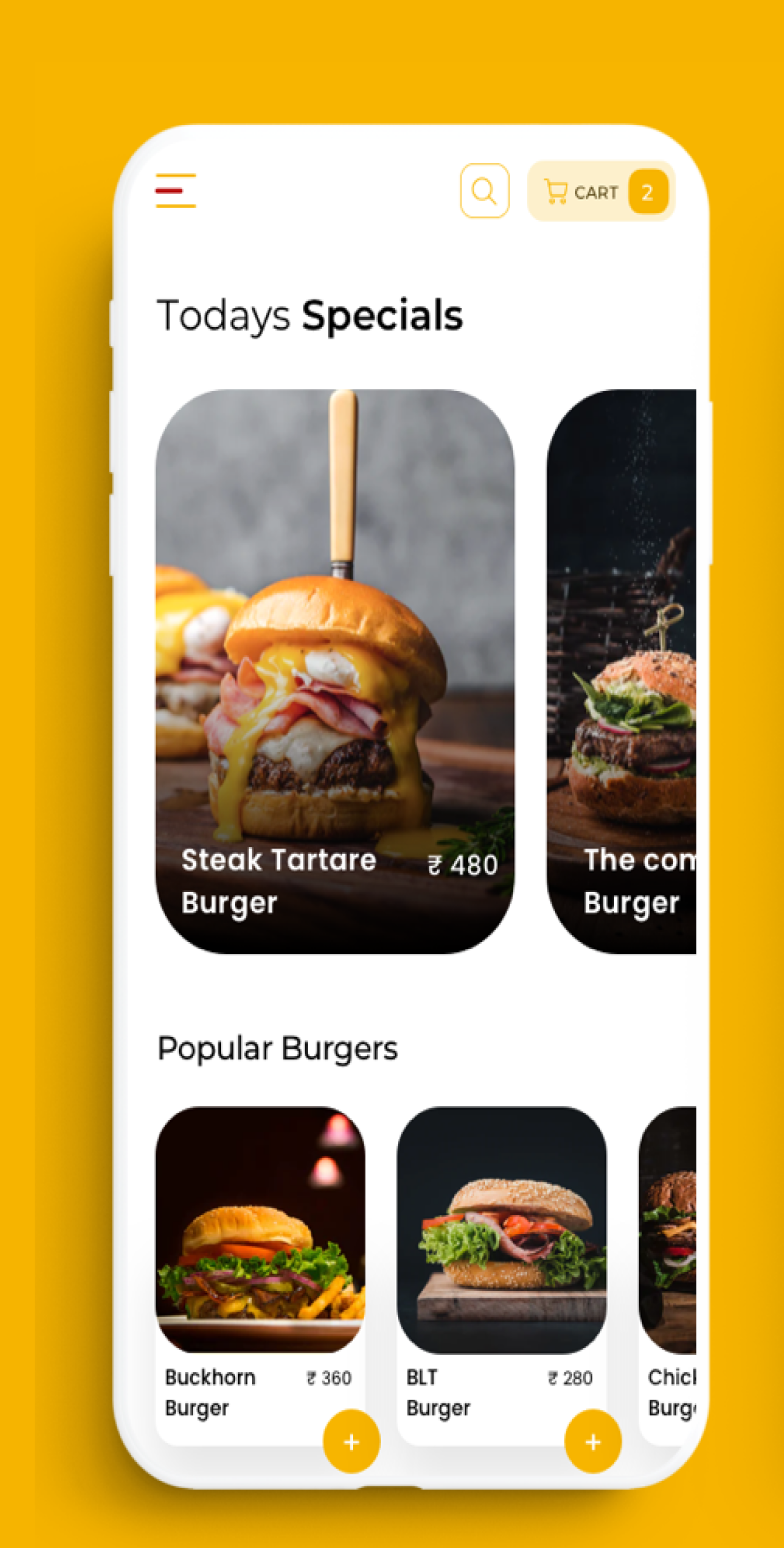 CART 2
Todays Specials
Steak Tartare ₹ 480
Burger
The com
Burger
Popular Burgers
Buckhorn ₹ 360
Burger
BLT ₹ 280
Burger
Chick
Burge